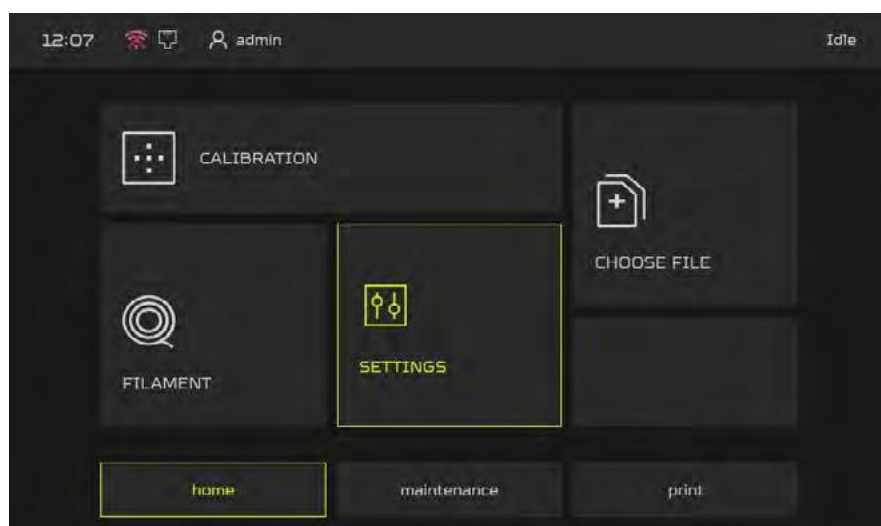 12:07 admin Idle
CALIBRATION
CHOOSE FILE
FILAMENT
SETTINGS
home maintenance print